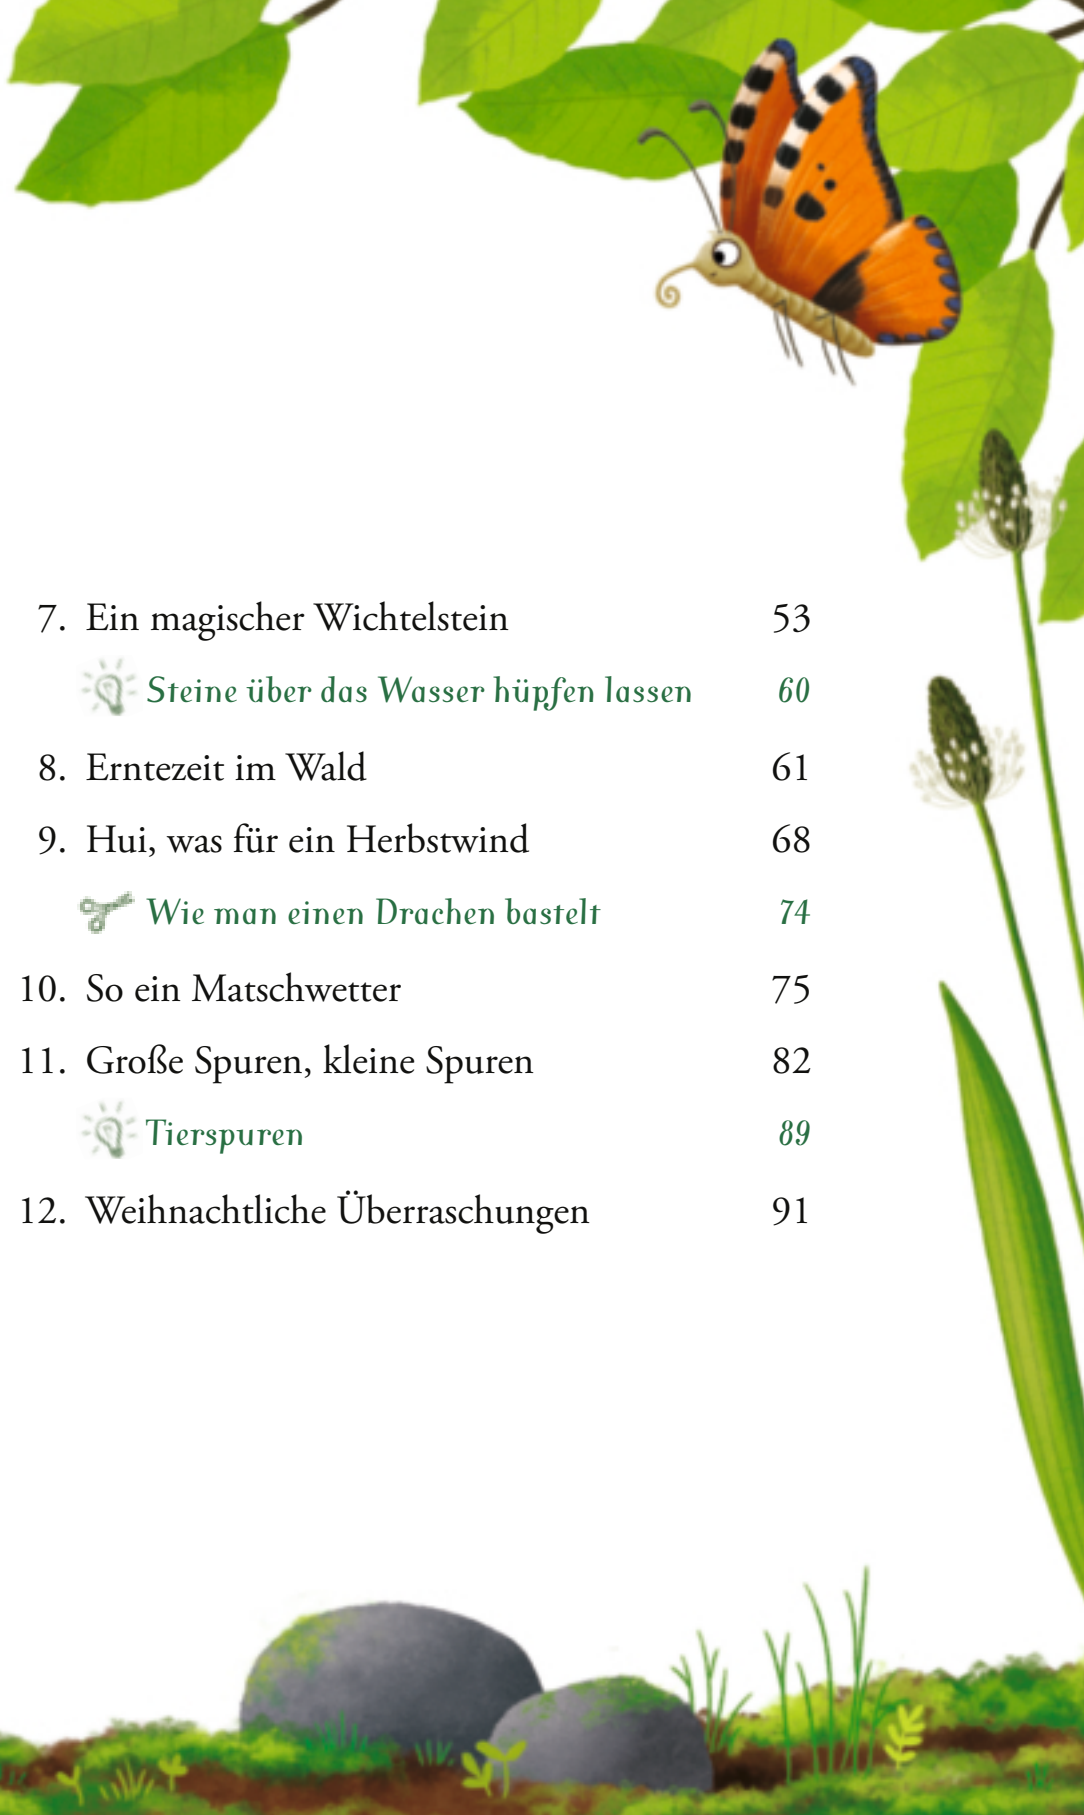 7. Ein magischer Wichtelstein 53
Steine über das Wasser hüpfen lassen 60
8. Erntezeit im Wald 61
9. Hui, was für ein Herbstwind 68
Wie man einen Drachen bastelt 74
10. So ein Matschwetter 75
11. Große Spuren, kleine Spuren 82
Tierspuren 89
12. Weihnachtliche Überraschungen 91